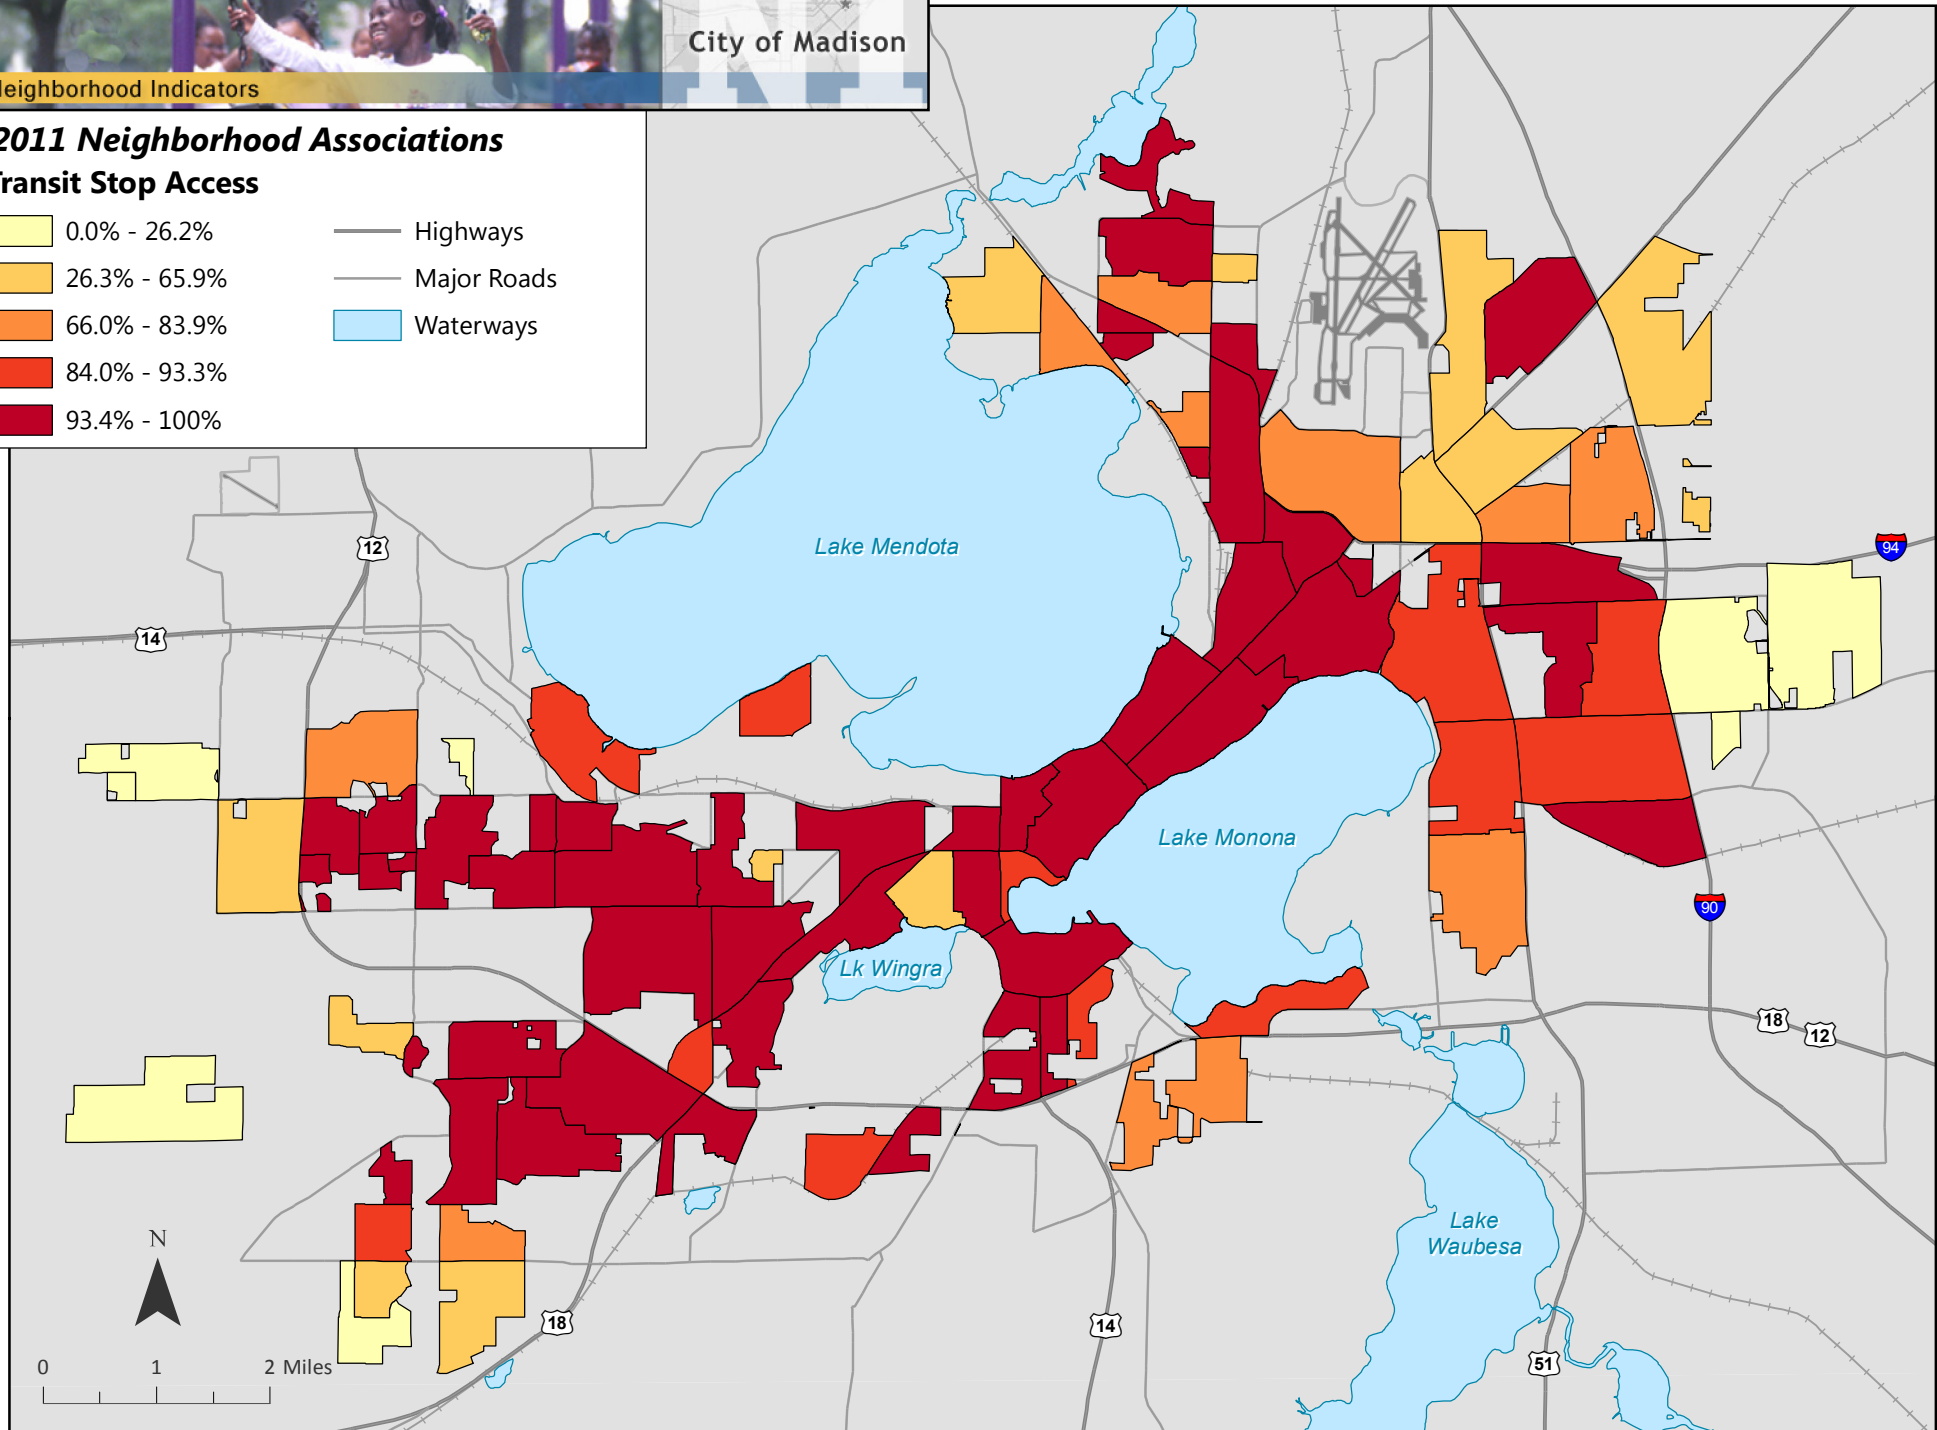 City of Madison
Neighborhood Indicators
2011 Neighborhood Associations
Transit Stop Access
0.0% - 26.2%
26.3% - 65.9%
66.0% - 83.9%
84.0% - 93.3%
93.4% - 100%
Highways
Major Roads
Waterways
12
Lake Mendota
94
14
Lake Monona
90
Lk Wingra
18
12
Lake
Waubesa
N
18
14
51
0 1 2 Miles